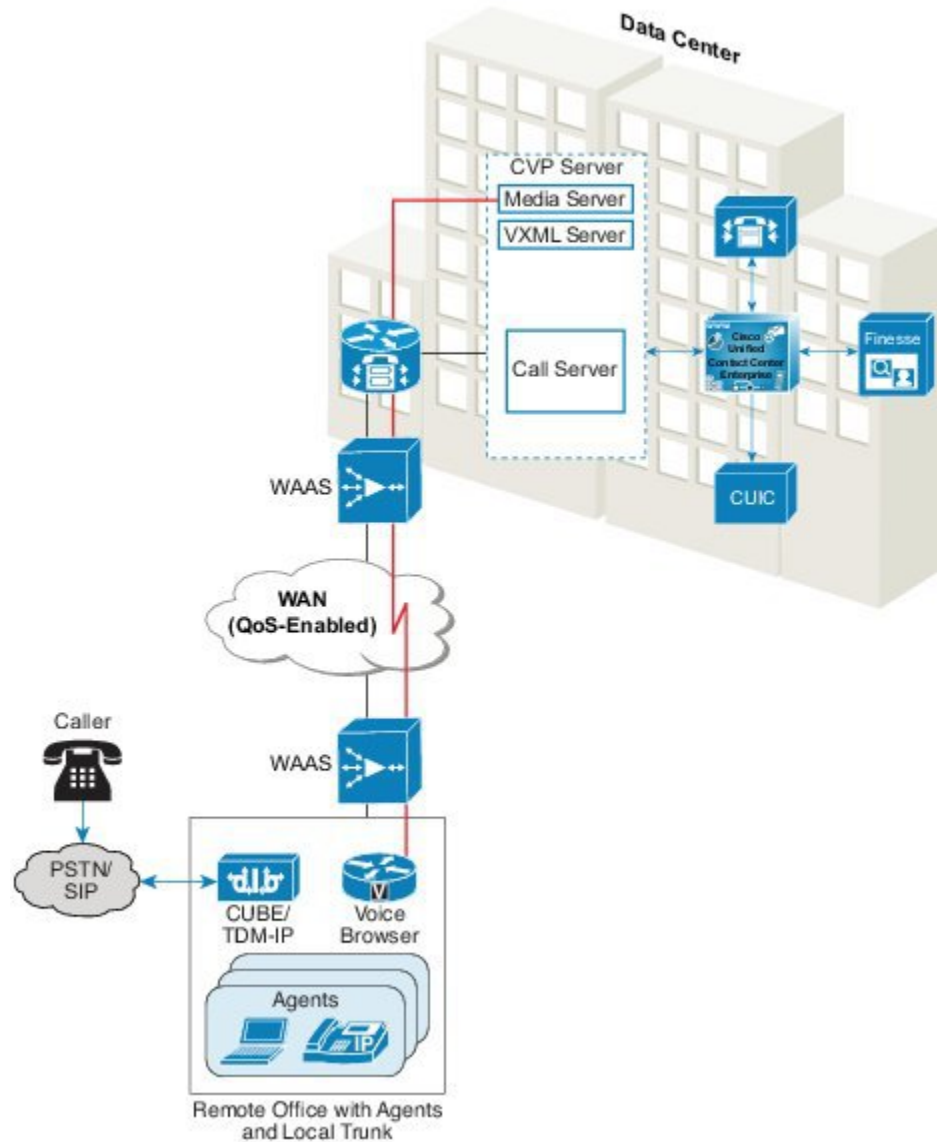 Data Center
CVP Server
Media Server
VXML Server
Call Server
Cisco
Unified
Contact Center
Enterprise
Finesse
CUIC
WAAS
WAN
(QoS-Enabled)
WAAS
Caller
PSTN/
SIP
CUBE/
TDM-IP
V
Voice
Browser
Agents
IP
Remote Office with Agents
and Local Trunk